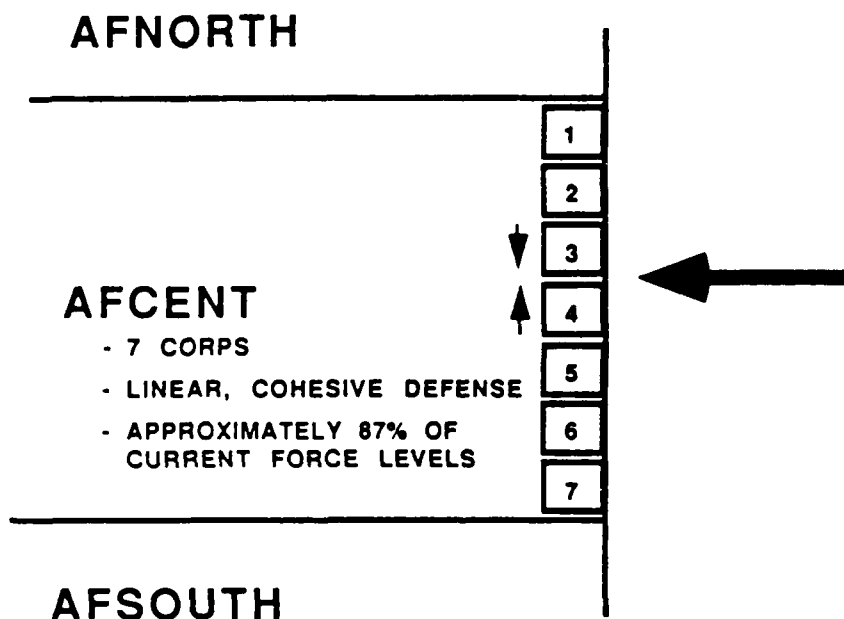 AFNORTH
1
2
3
4
AFCENT
- 7 CORPS
5
- LINEAR, COHESIVE DEFENSE
- APPROXIMATELY 87% OF
CURRENT FORCE LEVELS
6
7
AFSOUTH